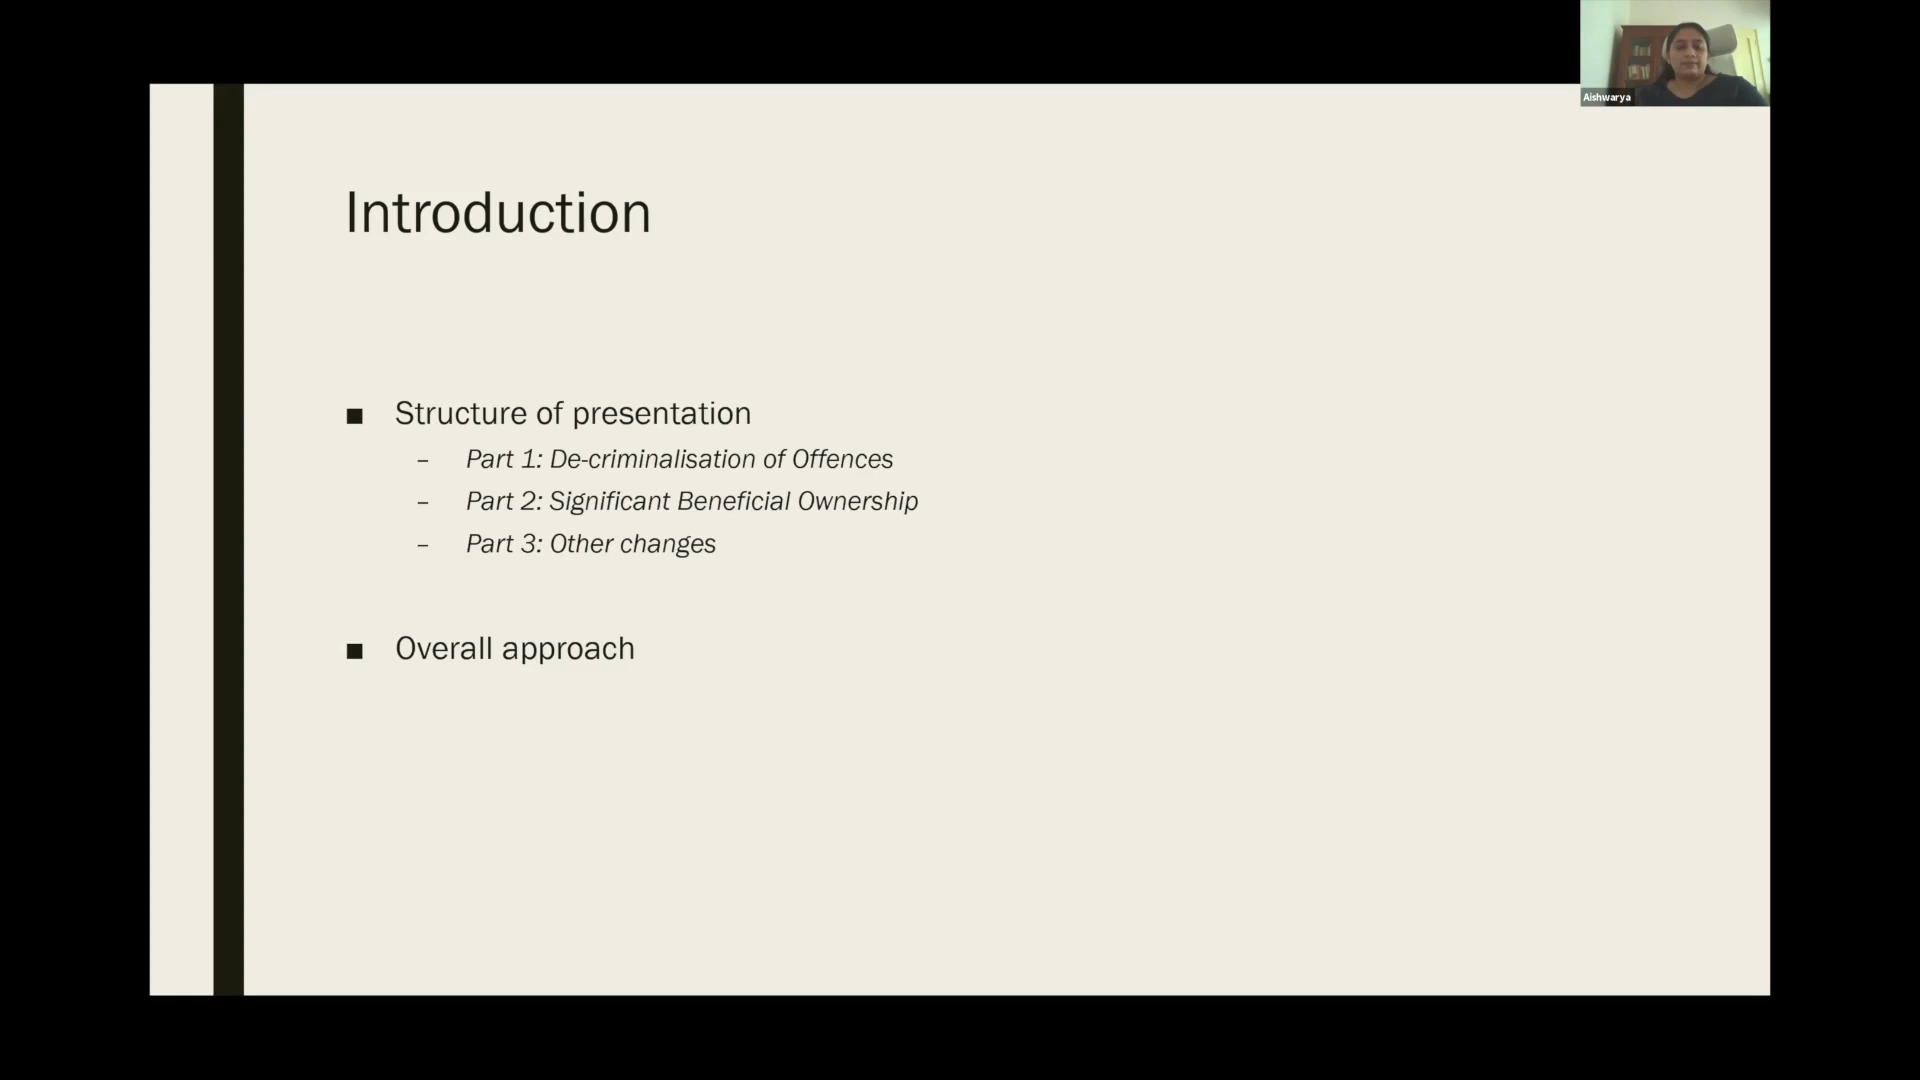 Aishwarya
Introduction
■ Structure of presentation
– Part 1: De-criminalisation of Offences
– Part 2: Significant Beneficial Ownership
– Part 3: Other changes
■ Overall approach